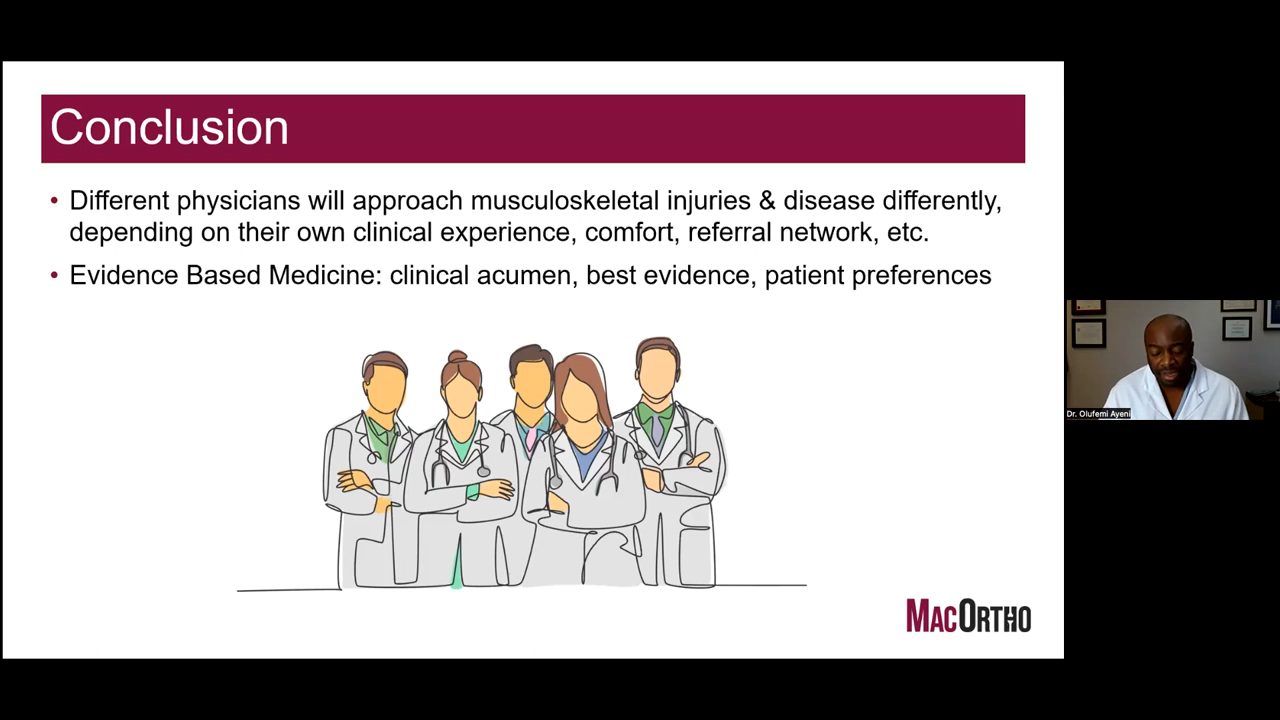 Conclusion
• Different physicians will approach musculoskeletal injuries & disease differently,
depending on their own clinical experience, comfort, referral network, etc.
• Evidence Based Medicine: clinical acumen, best evidence, patient preferences
Dr. Olufemi Ayeni
MACORTHO